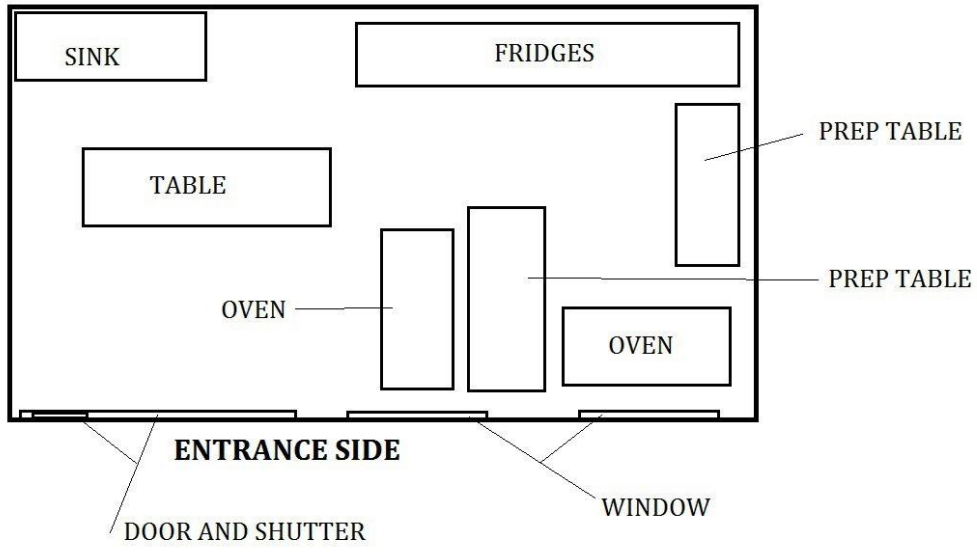 SINK
FRIDGES
PREP TABLE
TABLE
PREP TABLE
OVEN
OVEN
ENTRANCE SIDE
WINDOW
DOOR AND SHUTTER